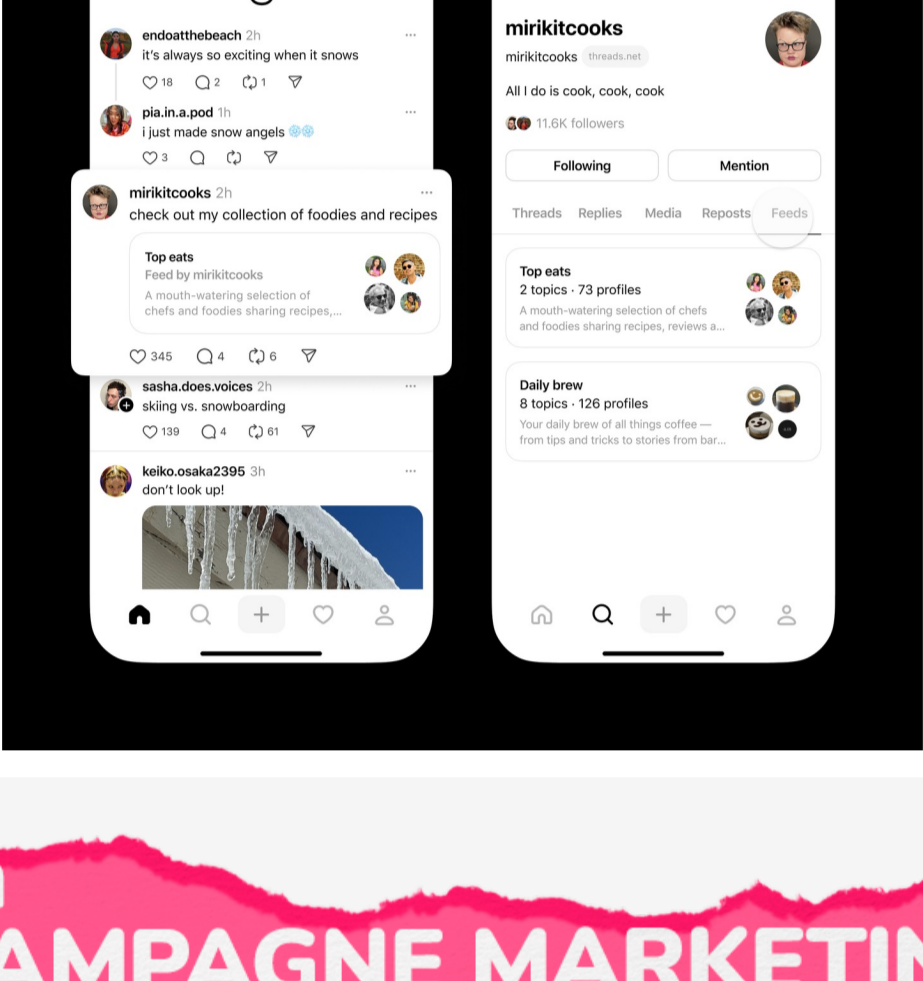 endoatthebeach 2h
it's always so exciting when it snows
18 2 1
pia.in.a.pod 1h
i just made snow angels
3
mirikitcooks 2h
check out my collection of foodies and recipes
Top eats
Feed by mirikitcooks
A mouth-watering selection of
chefs and foodies sharing recipes,...
345 4 6
sasha.does.voices 2h
skiing vs. snowboarding
139 4 61
keiko.osaka2395 3h
don't look up!
mirikitcooks
mirikitcooks threads.net
All I do is cook, cook, cook
11.6K followers
Following Mention
Threads Replies Media Reposts Feeds
Top eats
2 topics · 73 profiles
A mouth-watering selection of chefs
and foodies sharing recipes, reviews a...
Daily brew
8 topics · 126 profiles
Your daily brew of all things coffee —
from tips and tricks to stories from bar...
AMPAGNE MARKETIN